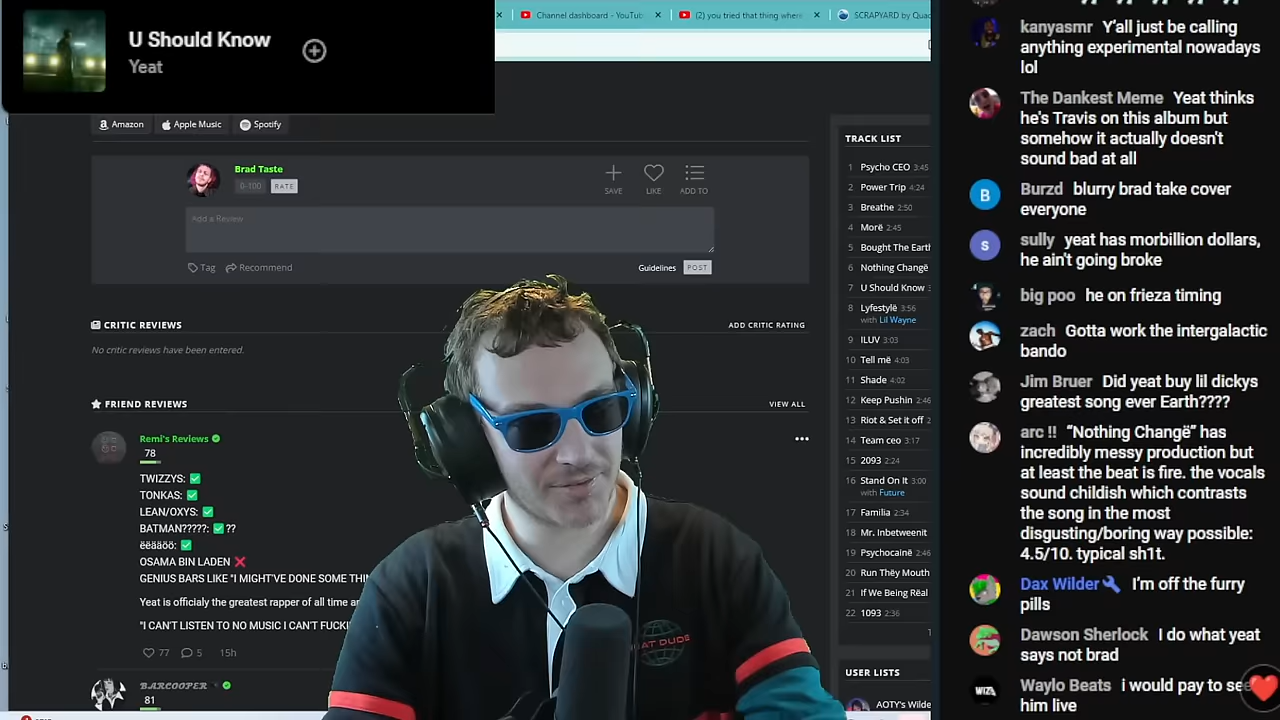 U Should Know
Yeat
Channel dashboard - YouTub
(2) you tried that thing where
SCRAPYARD by Qua
Amazon
Apple Music
Spotify
Brad Taste
0-100 RATE
SAVE
LIKE
ADD TO
Add a Review
Tag
Recommend
Guidelines
POST
CRITIC REVIEWS
ADD CRITIC RATING
No critic reviews have been entered.
FRIEND REVIEWS
VIEW ALL
Remi's Reviews
78
TWIZZYS: ✅
TONKAS: ✅
LEAN/OXYS: ✅
BATMAN?????: ✅ ??
ëëääöö: ✅
OSAMA BIN LADEN ❌
GENIUS BARS LIKE "I MIGHT'VE DONE SOME THI
Yeat is officialy the greatest rapper of all time a
"I CAN'T LISTEN TO NO MUSIC I CAN'T FUCKI
77
5
15h
BARCOOPER
81
TRACK LIST
1 Psycho CEO 3:45
2 Power Trip 4:24
3 Breathe 2:50
4 Morë 2:45
5 Bought The Eart
6 Nothing Changë
7 U Should Know
8 Lyfestylë 3:56
with Lil Wayne
9 ILUV 3:03
10 Tell më 4:03
11 Shade 4:02
12 Keep Pushin 2:46
13 Riot & Set it off 2
14 Team ceo 3:17
15 2093 2:24
16 Stand On It 3:00
with Future
17 Familia 2:34
18 Mr. Inbetweenit
19 Psychocainë 2:46
20 Run Thëy Mouth
21 If We Being Rëal
22 1093 2:36
USER LISTS
AOTY's Wilde
EAT DUDE
kanyasmr Y'all just be calling
anything experimental nowadays
lol
The Dankest Meme Yeat thinks
he's Travis on this album but
somehow it actually doesn't
sound bad at all
B
Burzd blurry brad take cover
everyone
s
sully yeat has morbillion dollars,
he ain't going broke
big poo he on frieza timing
zach Gotta work the intergalactic
bando
Jim Bruer Did yeat buy lil dickys
greatest song ever Earth????
arc !! “Nothing Changë” has
incredibly messy production but
at least the beat is fire. the vocals
sound childish which contrasts
the song in the most
disgusting/boring way possible:
4.5/10. typical sh1t.
Dax Wilder I'm off the furry
pills
Dawson Sherlock I do what yeat
says not brad
WIZA
Waylo Beats i would pay to see
him live